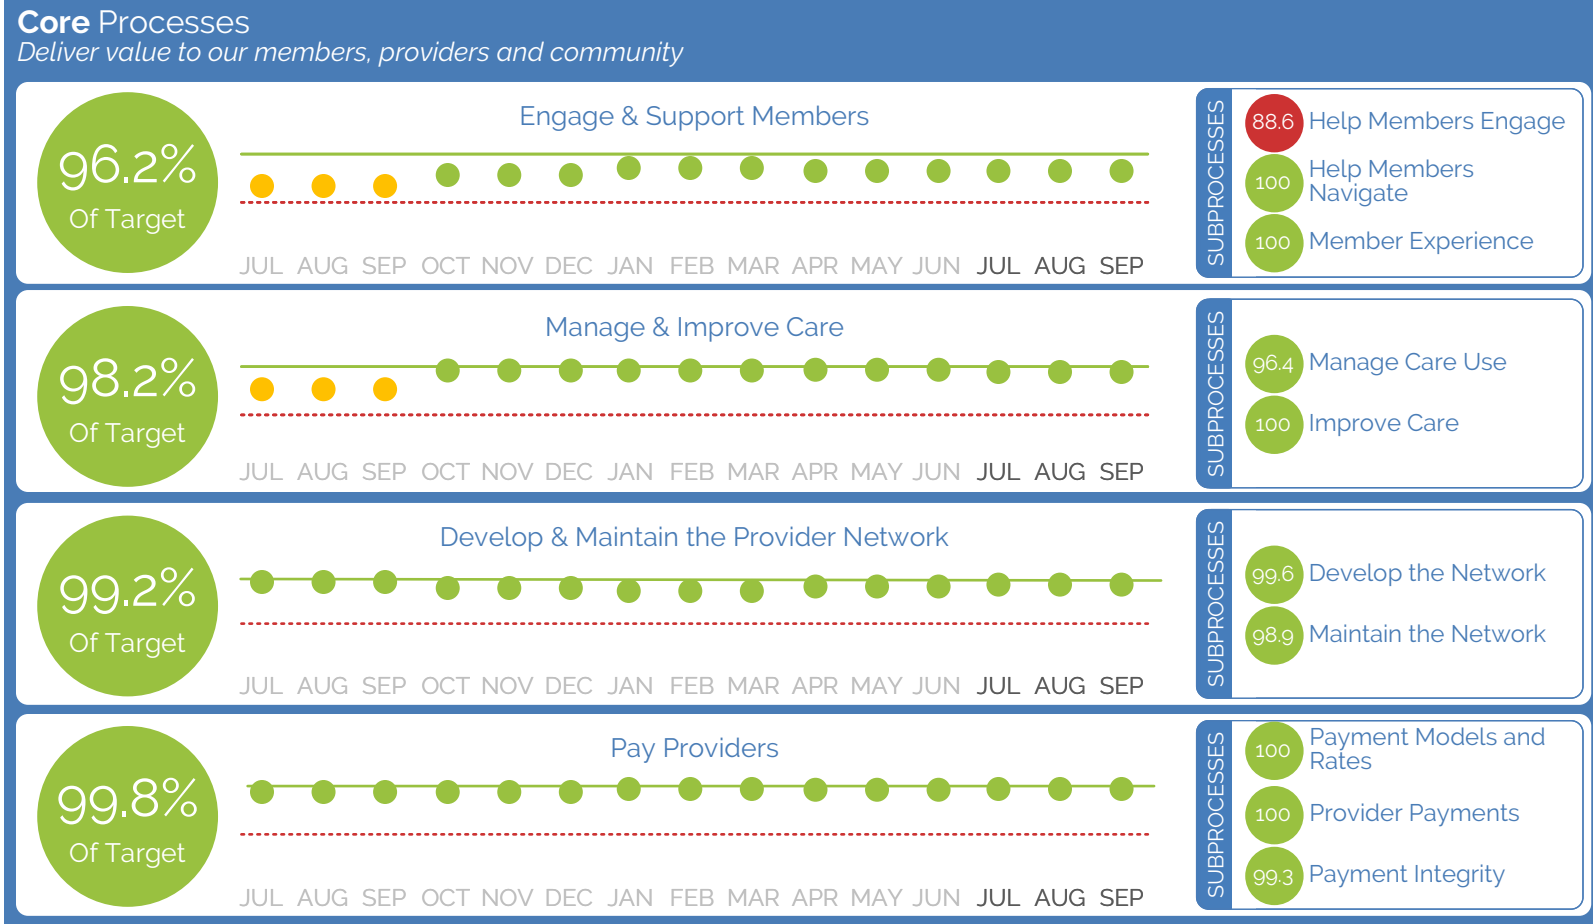 Core Processes
Deliver value to our members, providers and community
96.2%
Of Target
Engage & Support Members
JUL AUG SEP OCT NOV DEC JAN FEB MAR APR MAY JUN JUL AUG SEP
SUBPROCESSES
88.6 Help Members Engage
100 Help Members
Navigate
100 Member Experience
98.2%
Of Target
Manage & Improve Care
JUL AUG SEP OCT NOV DEC JAN FEB MAR APR MAY JUN JUL AUG SEP
SUBPROCESSES
96.4 Manage Care Use
100 Improve Care
99.2%
Of Target
Develop & Maintain the Provider Network
JUL AUG SEP OCT NOV DEC JAN FEB MAR APR MAY JUN JUL AUG SEP
SUBPROCESSES
99.6 Develop the Network
98.9 Maintain the Network
99.8%
Of Target
Pay Providers
JUL AUG SEP OCT NOV DEC JAN FEB MAR APR MAY JUN JUL AUG SEP
SUBPROCESSES
100 Payment Models and
Rates
100 Provider Payments
99.3 Payment Integrity